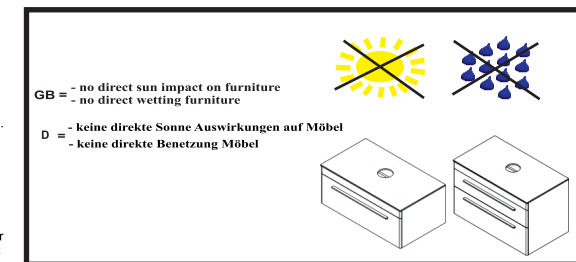 GB = - no direct sun impact on furniture
- no direct wetting furniture
D = - keine direkte Sonne Auswirkungen auf Möbel
- keine direkte Benetzung Möbel